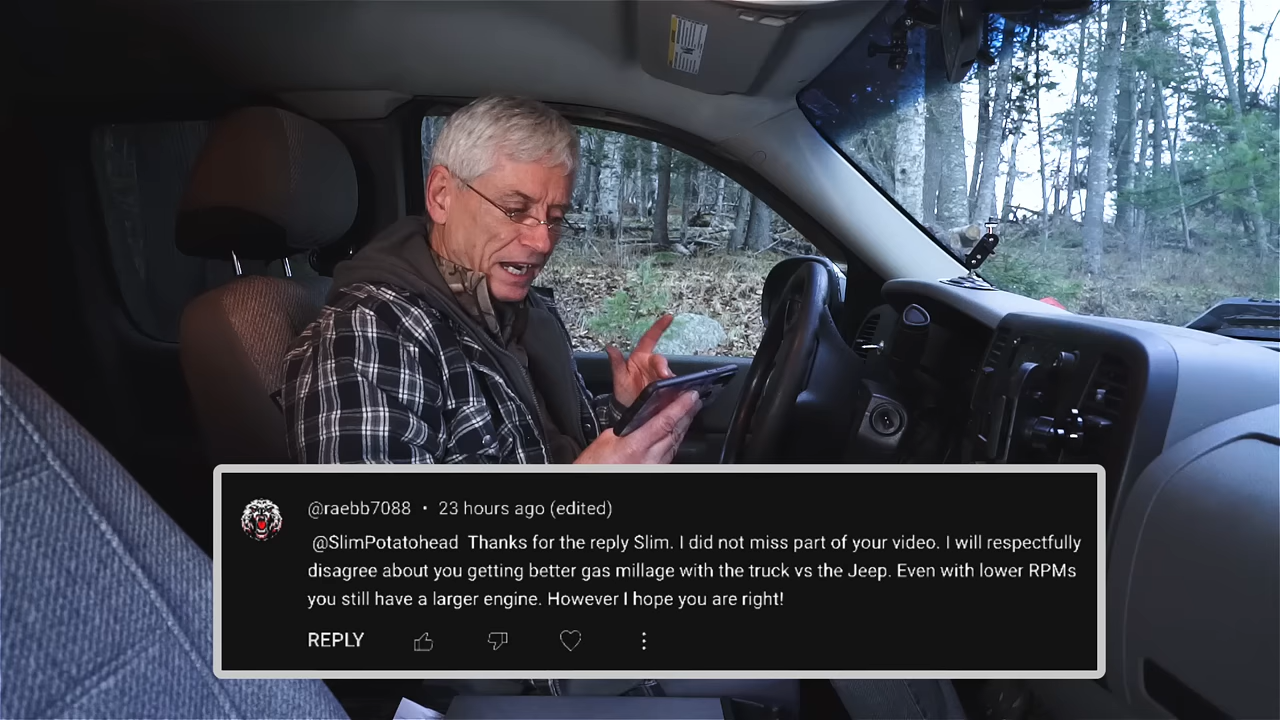 @raebb7088 • 23 hours ago (edited)
@SlimPotatohead Thanks for the reply Slim. I did not miss part of your video. I will respectfully
disagree about you getting better gas millage with the truck vs the Jeep. Even with lower RPMs
you still have a larger engine. However I hope you are right!
REPLY